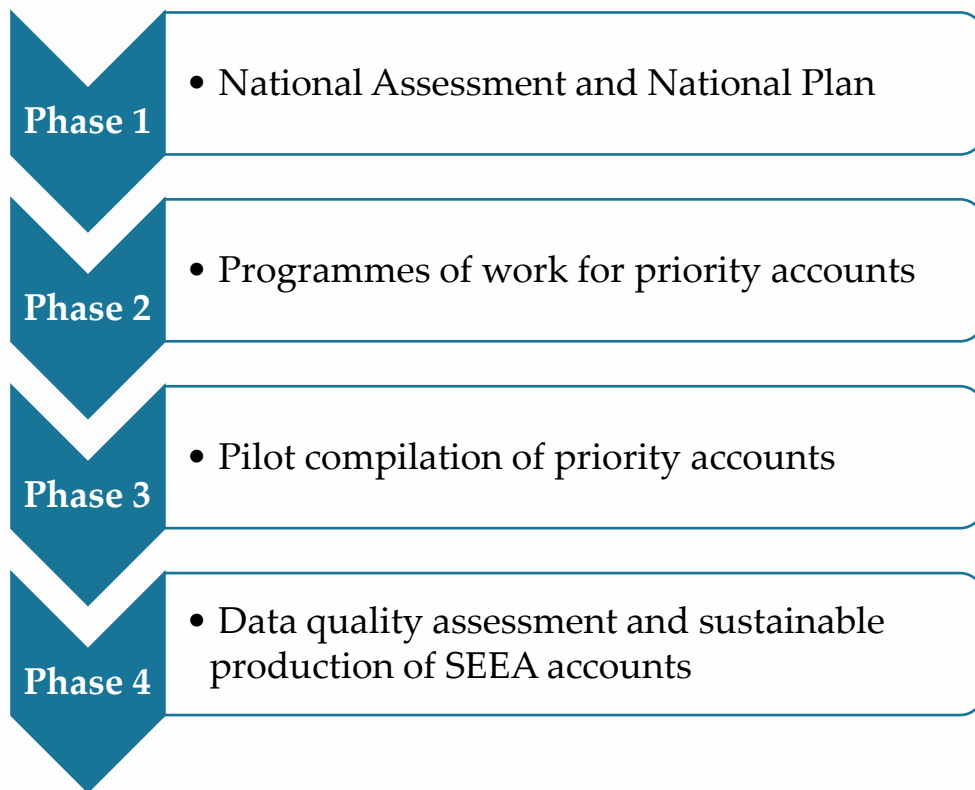 Phase 1
• National Assessment and National Plan
Phase 2
• Programmes of work for priority accounts
Phase 3
• Pilot compilation of priority accounts
Phase 4
• Data quality assessment and sustainable
production of SEEA accounts